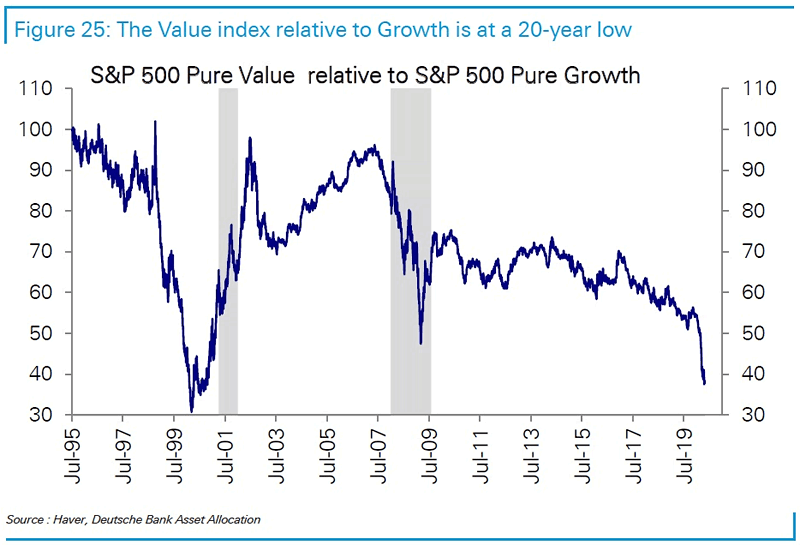 Figure 25: The Value index relative to Growth is at a 20-year low
S&P 500 Pure Value relative to S&P 500 Pure Growth
110
100
90
80
70
60
50
40
30
110
100
90
80
70
60
50
40
30
Jul-95
Jul-97
Jul-99
Jul-01
Jul-03
Jul-05
Jul-07
Jul-09
Jul-11
Jul-13
Jul-15
Jul-17
Jul-19
Source : Haver, Deutsche Bank Asset Allocation